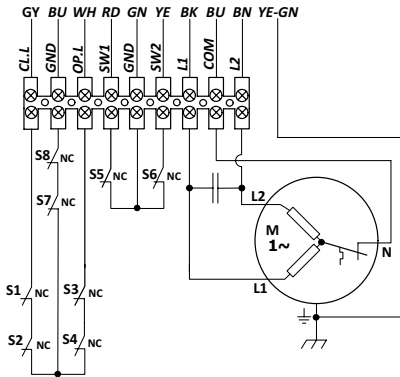 GY BU WH RD GN YE BK BU BN YE-GN
CL.L GND OP.L SW1 GND SW2 L1 COM L2
S8 NC
S5 NC S6 NC
S7 NC
L2
M
1~
N
L1
S1 NC S3 NC
S2 NC S4 NC